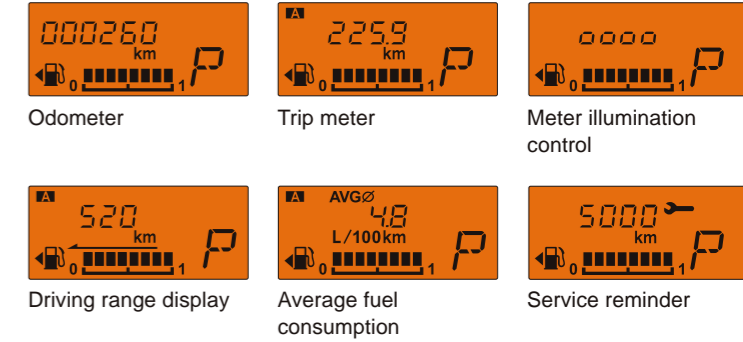 000260
km
P
0 1
Odometer
A
225.9
km
P
0 1
Trip meter
oooo
P
0 1
Meter illumination
control
A
520
km
P
0 1
Driving range display
A AVGØ
4.8
L/100km
P
0 1
Average fuel
consumption
5000
km
P
0 1
Service reminder